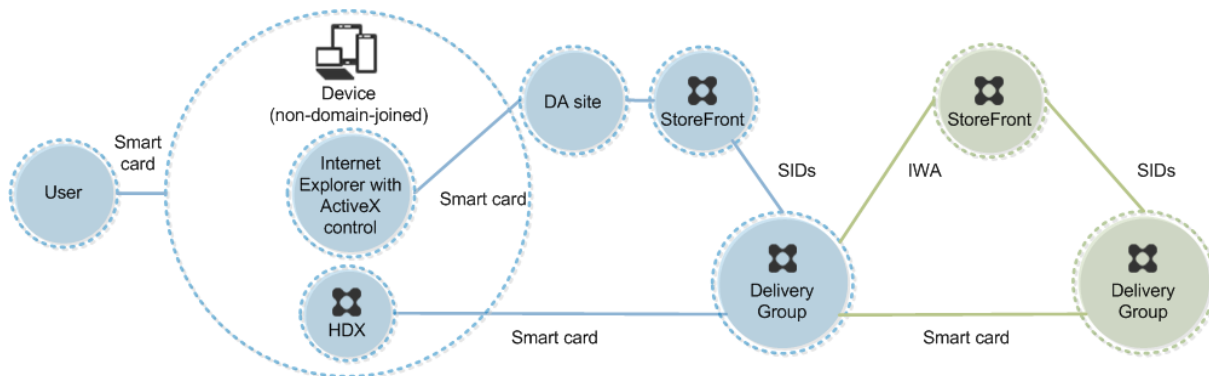 User
Smart
card
Device
(non-domain-joined)
Internet
Explorer with
ActiveX
control
HDX
Smart card
DA site
StoreFront
SIDs
Smart card
Delivery
Group
IWA
StoreFront
SIDs
Smart card
Delivery
Group